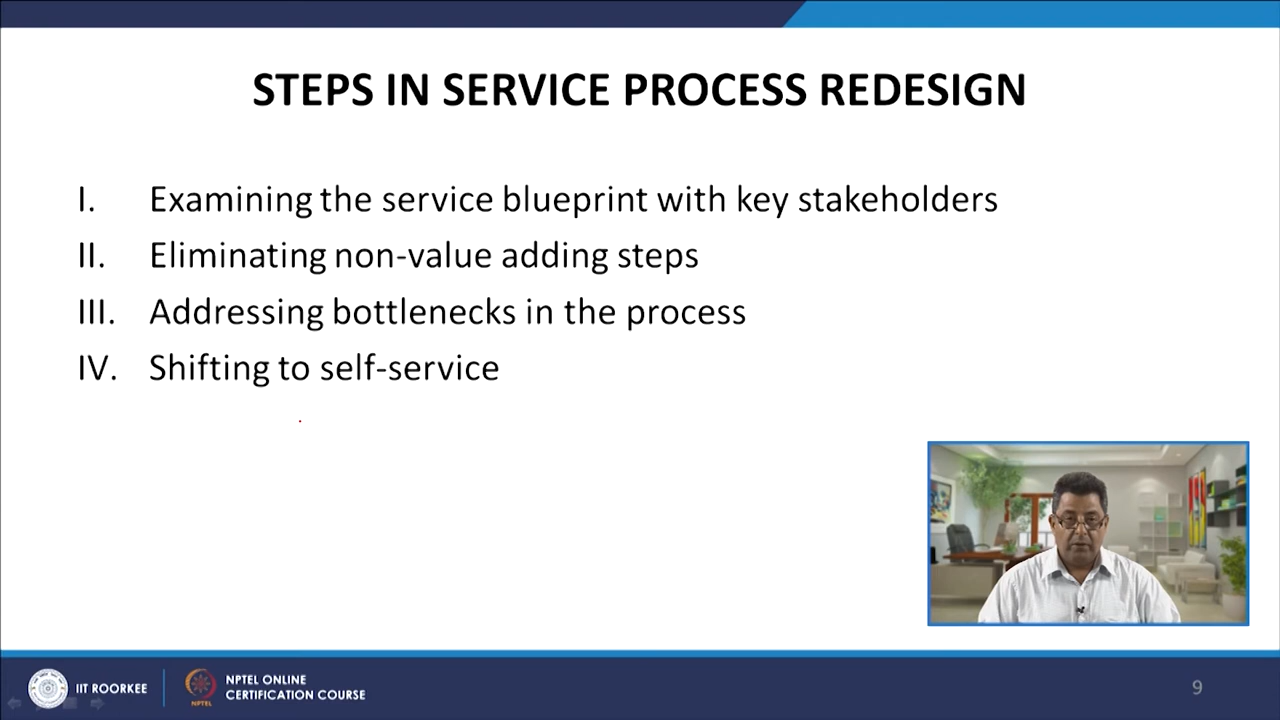 STEPS IN SERVICE PROCESS REDESIGN
I. Examining the service blueprint with key stakeholders
II. Eliminating non-value adding steps
III. Addressing bottlenecks in the process
IV. Shifting to self-service
IIT ROORKEE
NPTEL
NPTEL ONLINE
CERTIFICATION COURSE
9